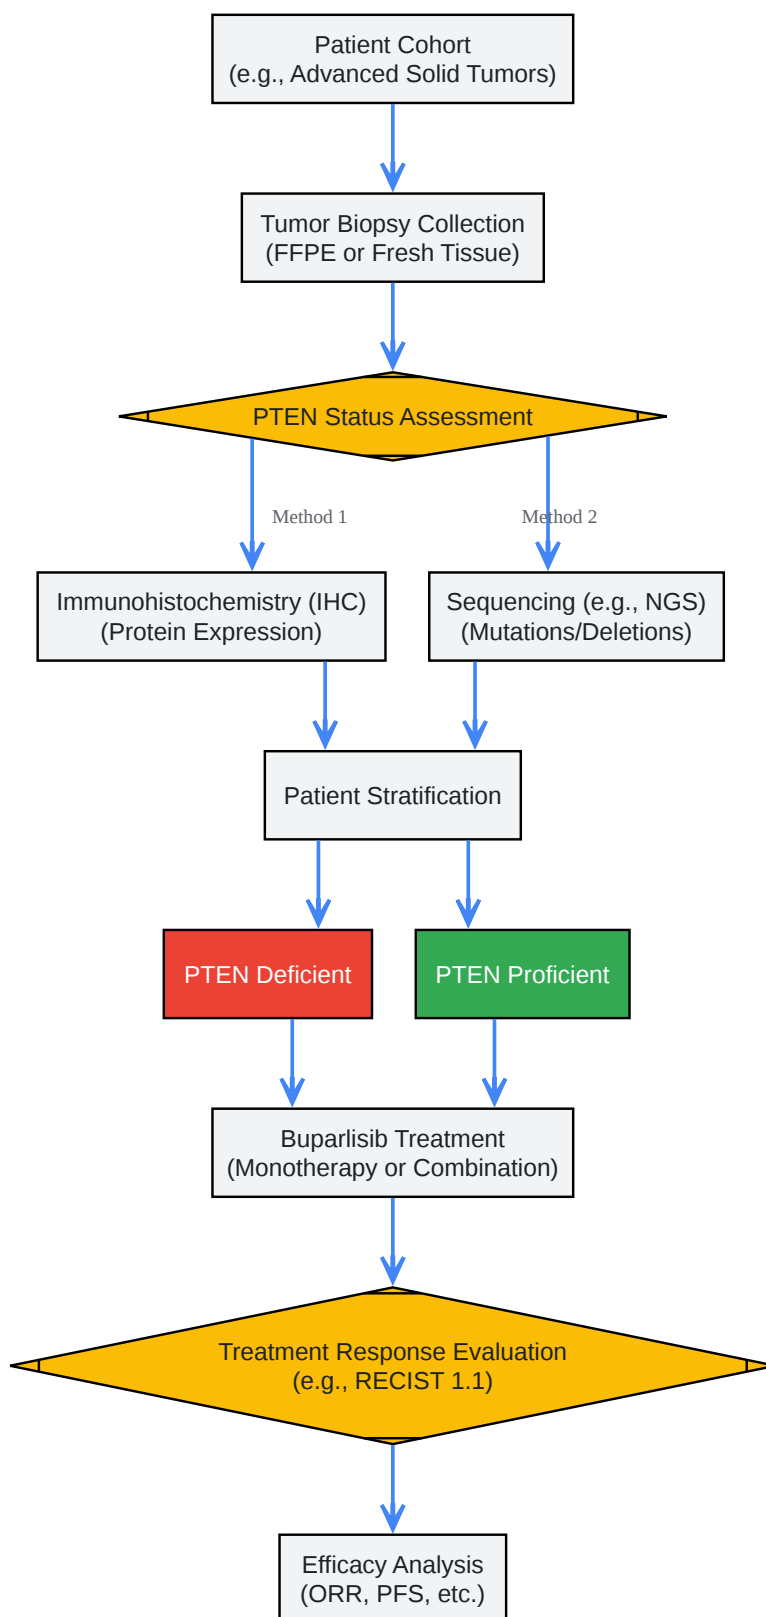 Patient Cohort
(e.g., Advanced Solid Tumors)
Tumor Biopsy Collection
(FFPE or Fresh Tissue)
PTEN Status Assessment
Method 1
Method 2
Immunohistochemistry (IHC)
(Protein Expression)
Sequencing (e.g., NGS)
(Mutations/Deletions)
Patient Stratification
PTEN Deficient
PTEN Proficient
Buparlisib Treatment
(Monotherapy or Combination)
Treatment Response Evaluation
(e.g., RECIST 1.1)
Efficacy Analysis
(ORR, PFS, etc.)